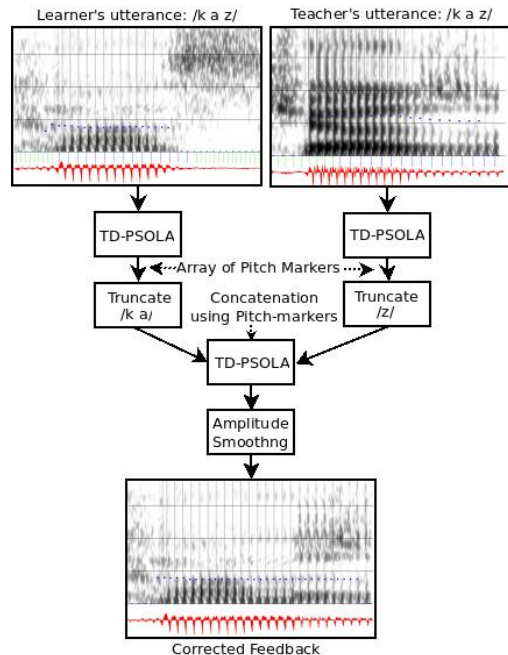 Learner's utterance: /k a z/
Teacher's utterance: /k a z/
TD-PSOLA
TD-PSOLA
Array of Pitch Markers
Truncate
/k a/
Concatenation
using Pitch-markers
Truncate
/z/
TD-PSOLA
Amplitude
Smoothng
Corrected Feedback